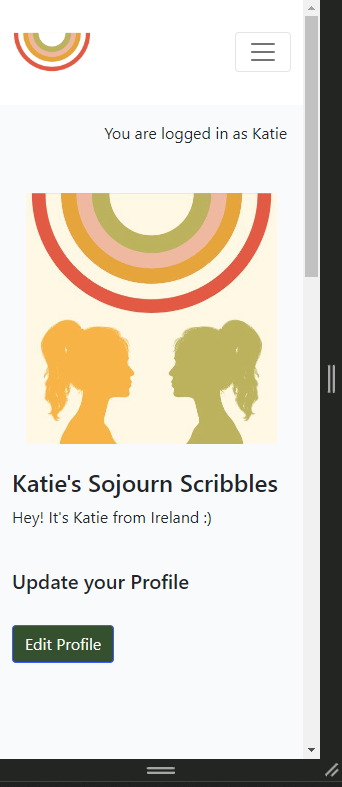 You are logged in as Katie
Katie's Sojourn Scribbles
Hey! It's Katie from Ireland :)
Update your Profile
Edit Profile